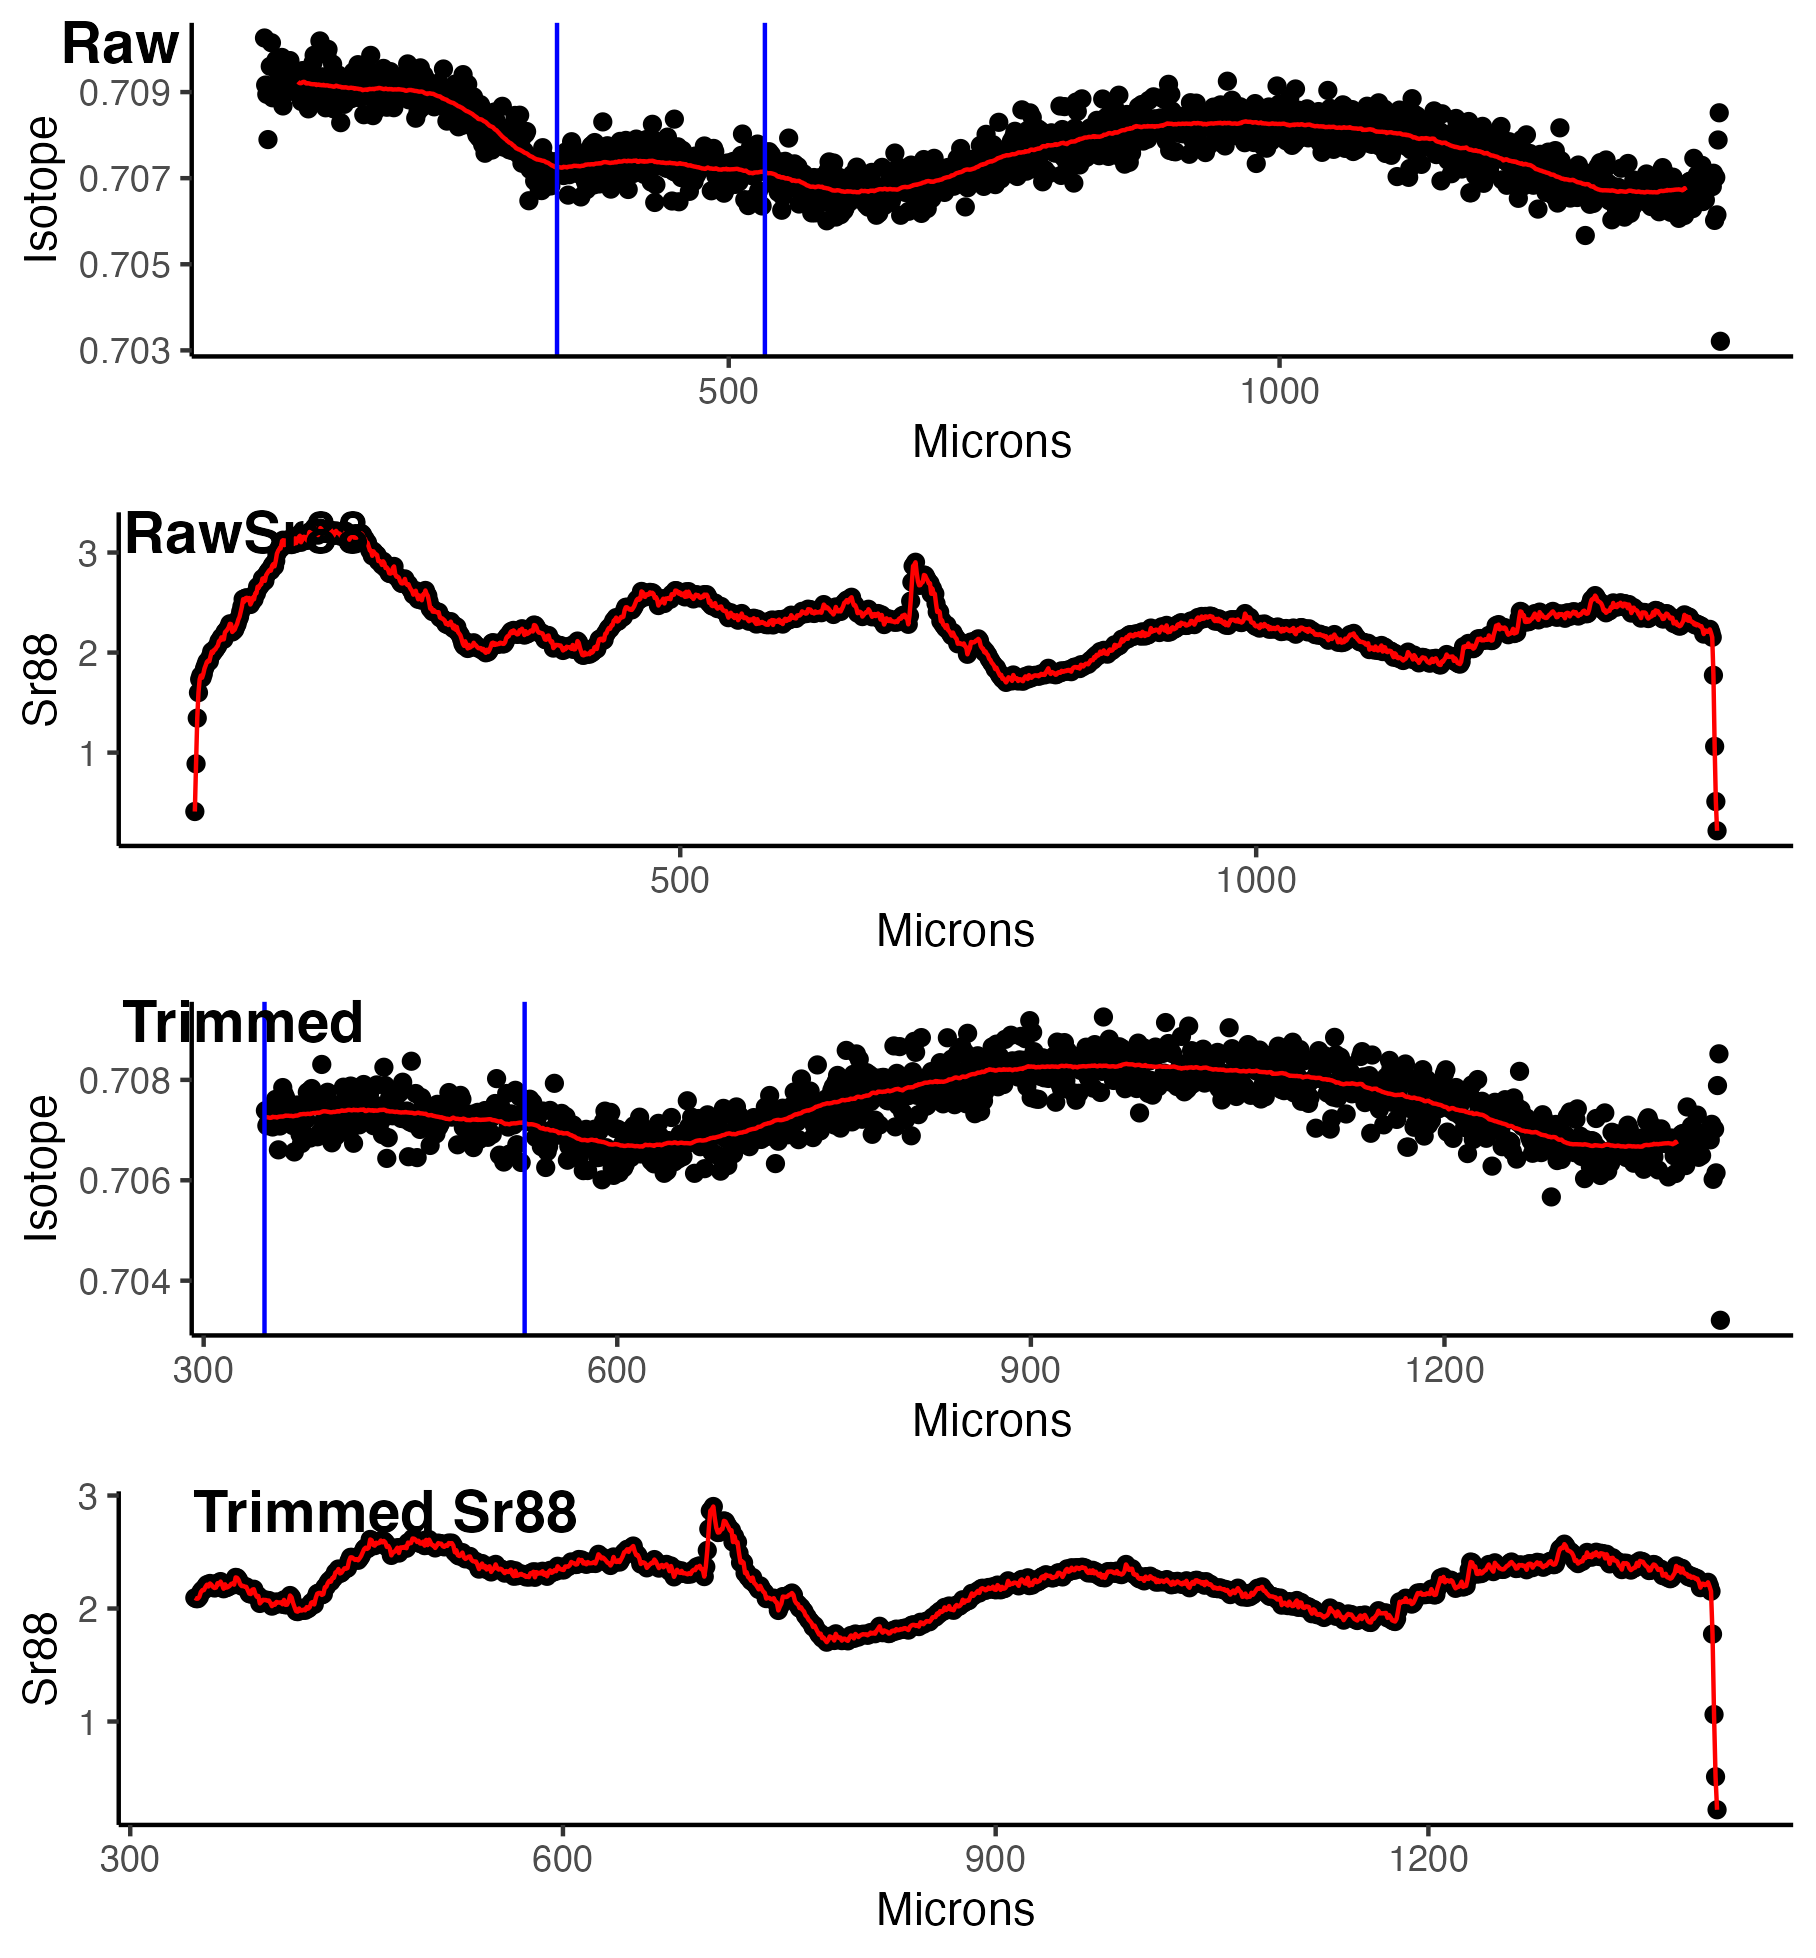 Raw
Isotope
0.709
0.707
0.705
0.703
500 1000
Microns
RawSr88
Sr88
3
2
1
500 1000
Microns
Trimmed
Isotope
0.708
0.706
0.704
300 600 900 1200
Microns
Trimmed Sr88
Sr88
3
2
1
300 600 900 1200
Microns